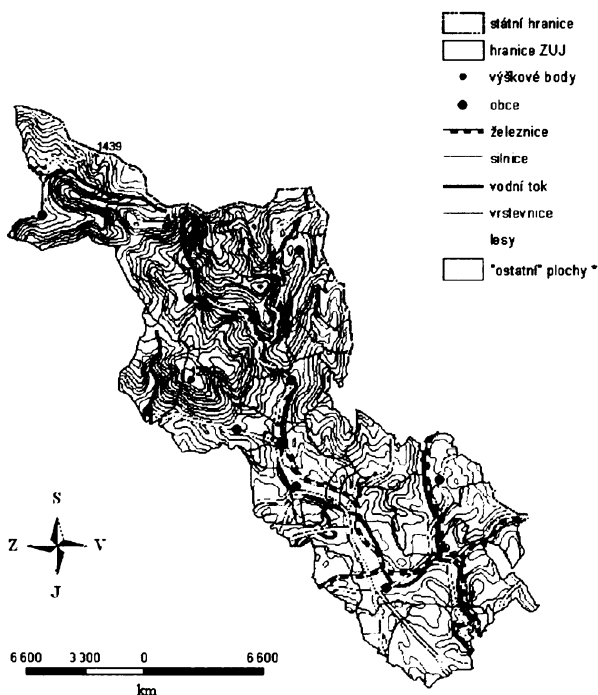 státní hranice
hranice ZUJ
výškové body
obce
železnice
silnice
vodní tok
vrstevnice
lesy
"ostatní" plochy *
1439
S
Z V
J
6 600 3 300 0 6 600
km